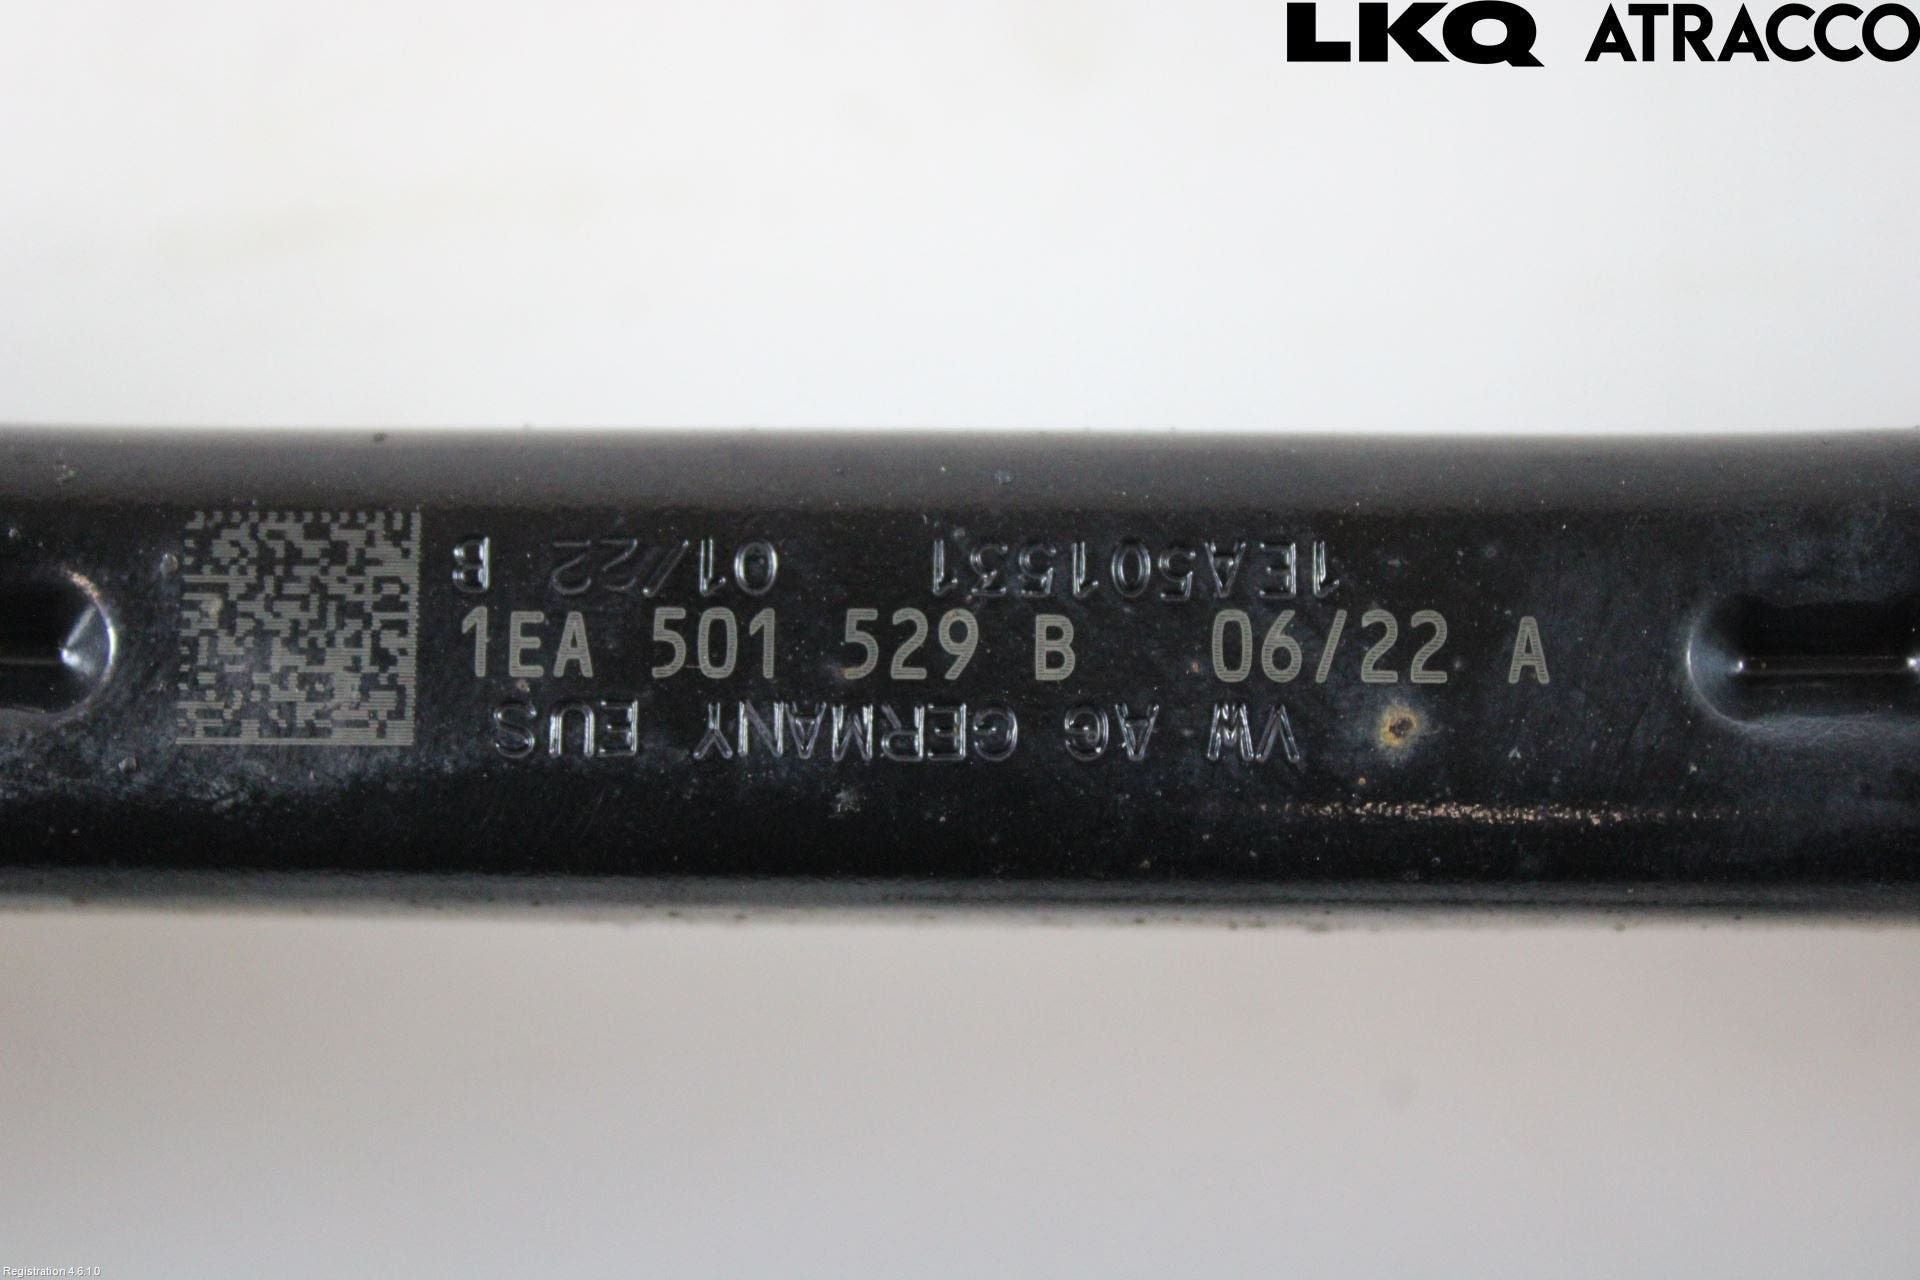 LKQ ATRACCO
1EA501531 01/22 B
1EA 501 529 B 06/22 A
VW AG GERMANY EUS
Registration 4.6.1.0